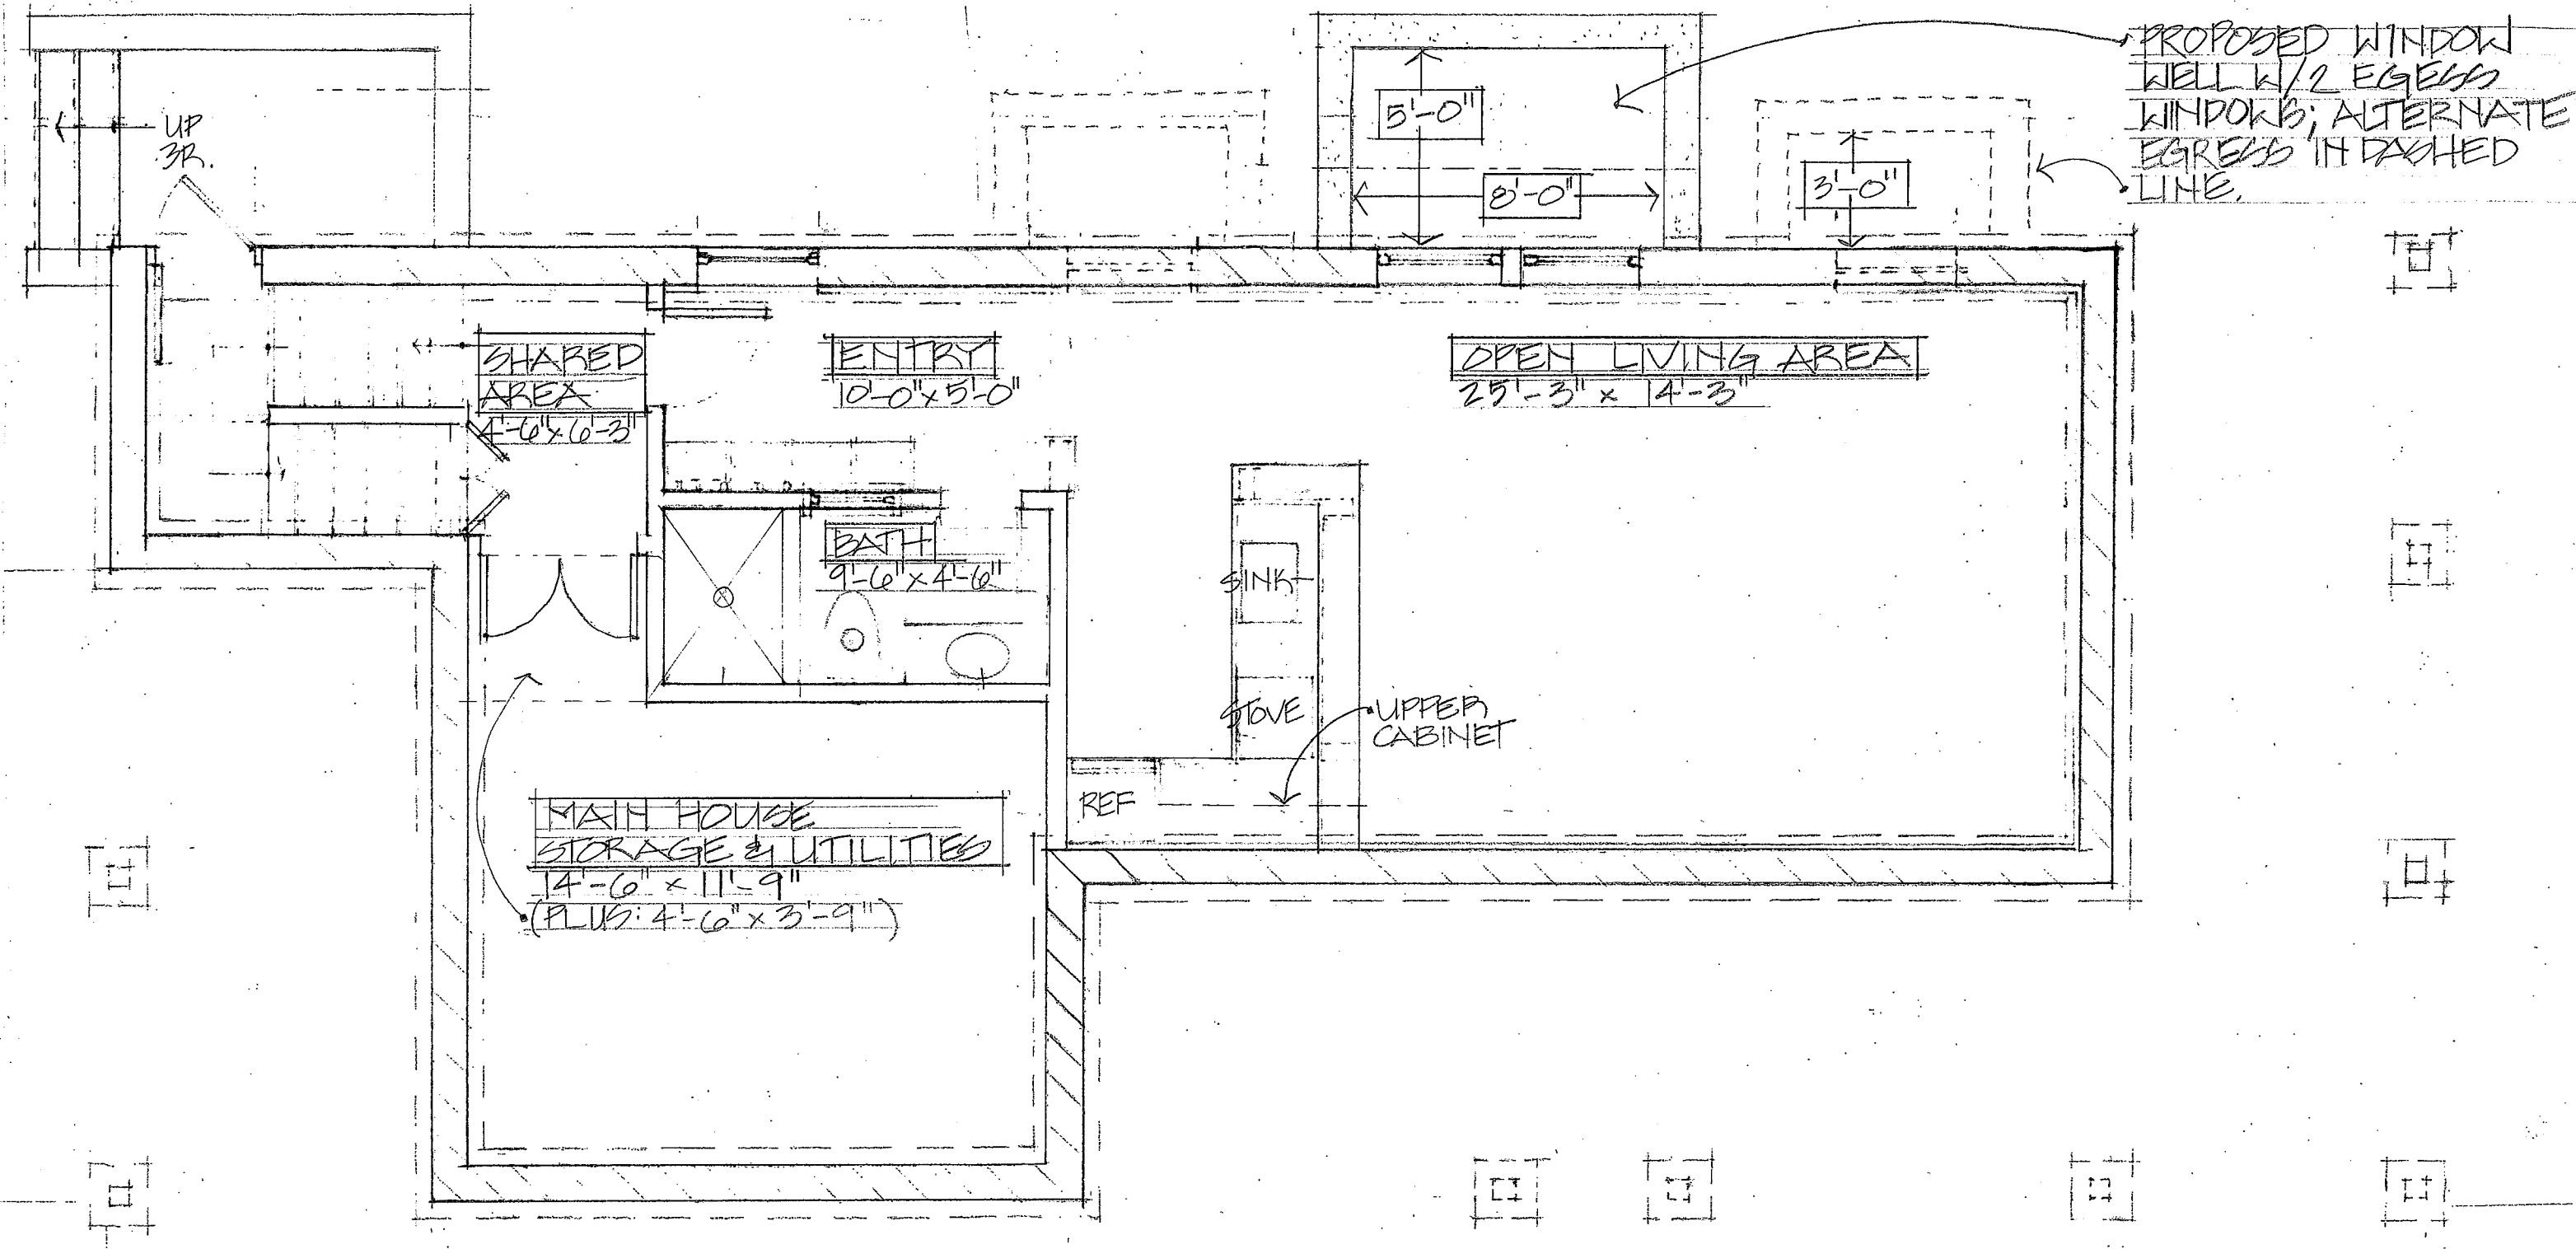 PROPOSED WINDOW
WELL W/2 EGESS
WINDOWS; ALTERNATE
EGRESS IN DASHED
LINE.
UP
3R.
5'-0"
8'-0"
3'-0"
SHARED
AREA
4'-6"x6'-3"
ENTRY
10'-0"x5'-0"
OPEN LIVING AREA
25'-3" x 14'-3"
BATH
9'-6"x4'-6"
SINK
STOVE
UPPER
CABINET
REF
MAIN HOUSE
STORAGE & UTILITIES
14'-6" x 11'-9"
(PLUS: 4'-6"x3'-9")